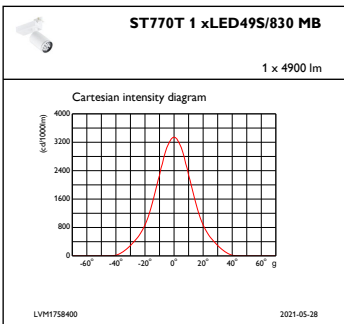 ST770T 1 xLED49S/830 MB
1 x 4900 lm
Cartesian intensity diagram
(cd/1000lm)
4000
3200
2400
1600
800
0
-60° -40° -20° 0° 20° 40° 60° g
LVM1758400 2021-05-28